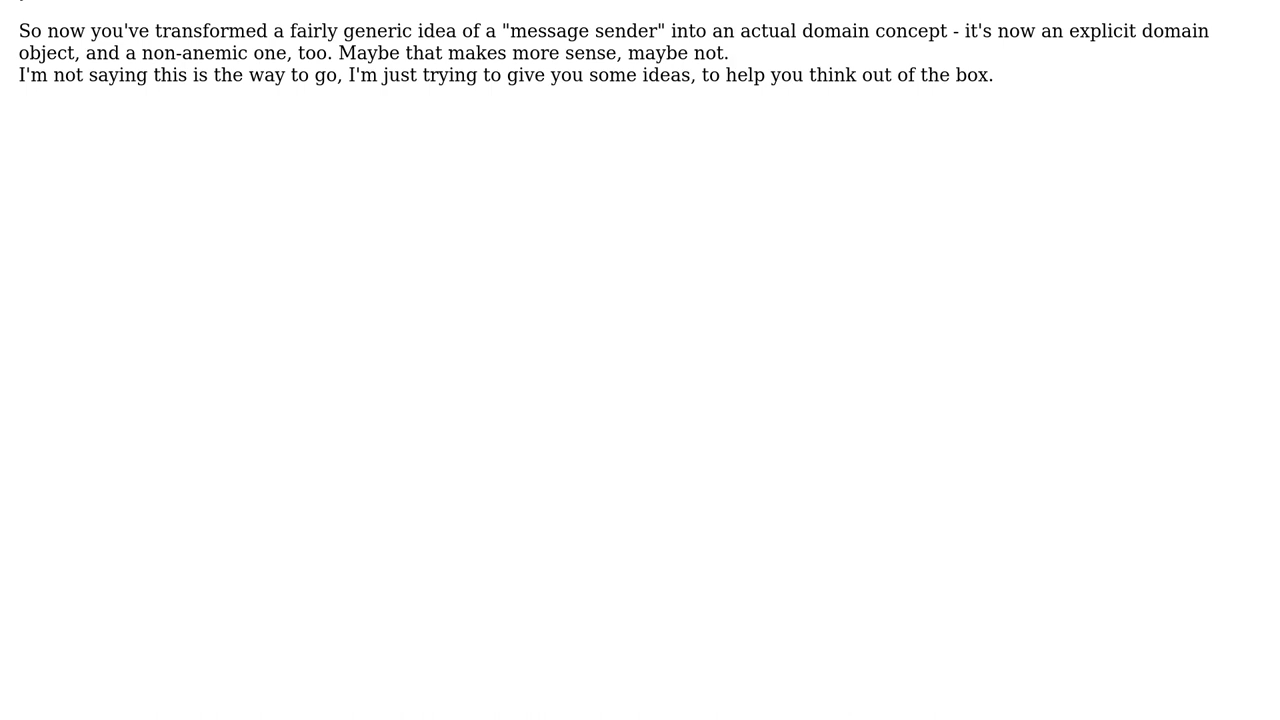 So now you've transformed a fairly generic idea of a "message sender" into an actual domain concept - it's now an explicit domain
object, and a non-anemic one, too. Maybe that makes more sense, maybe not.
I'm not saying this is the way to go, I'm just trying to give you some ideas, to help you think out of the box.